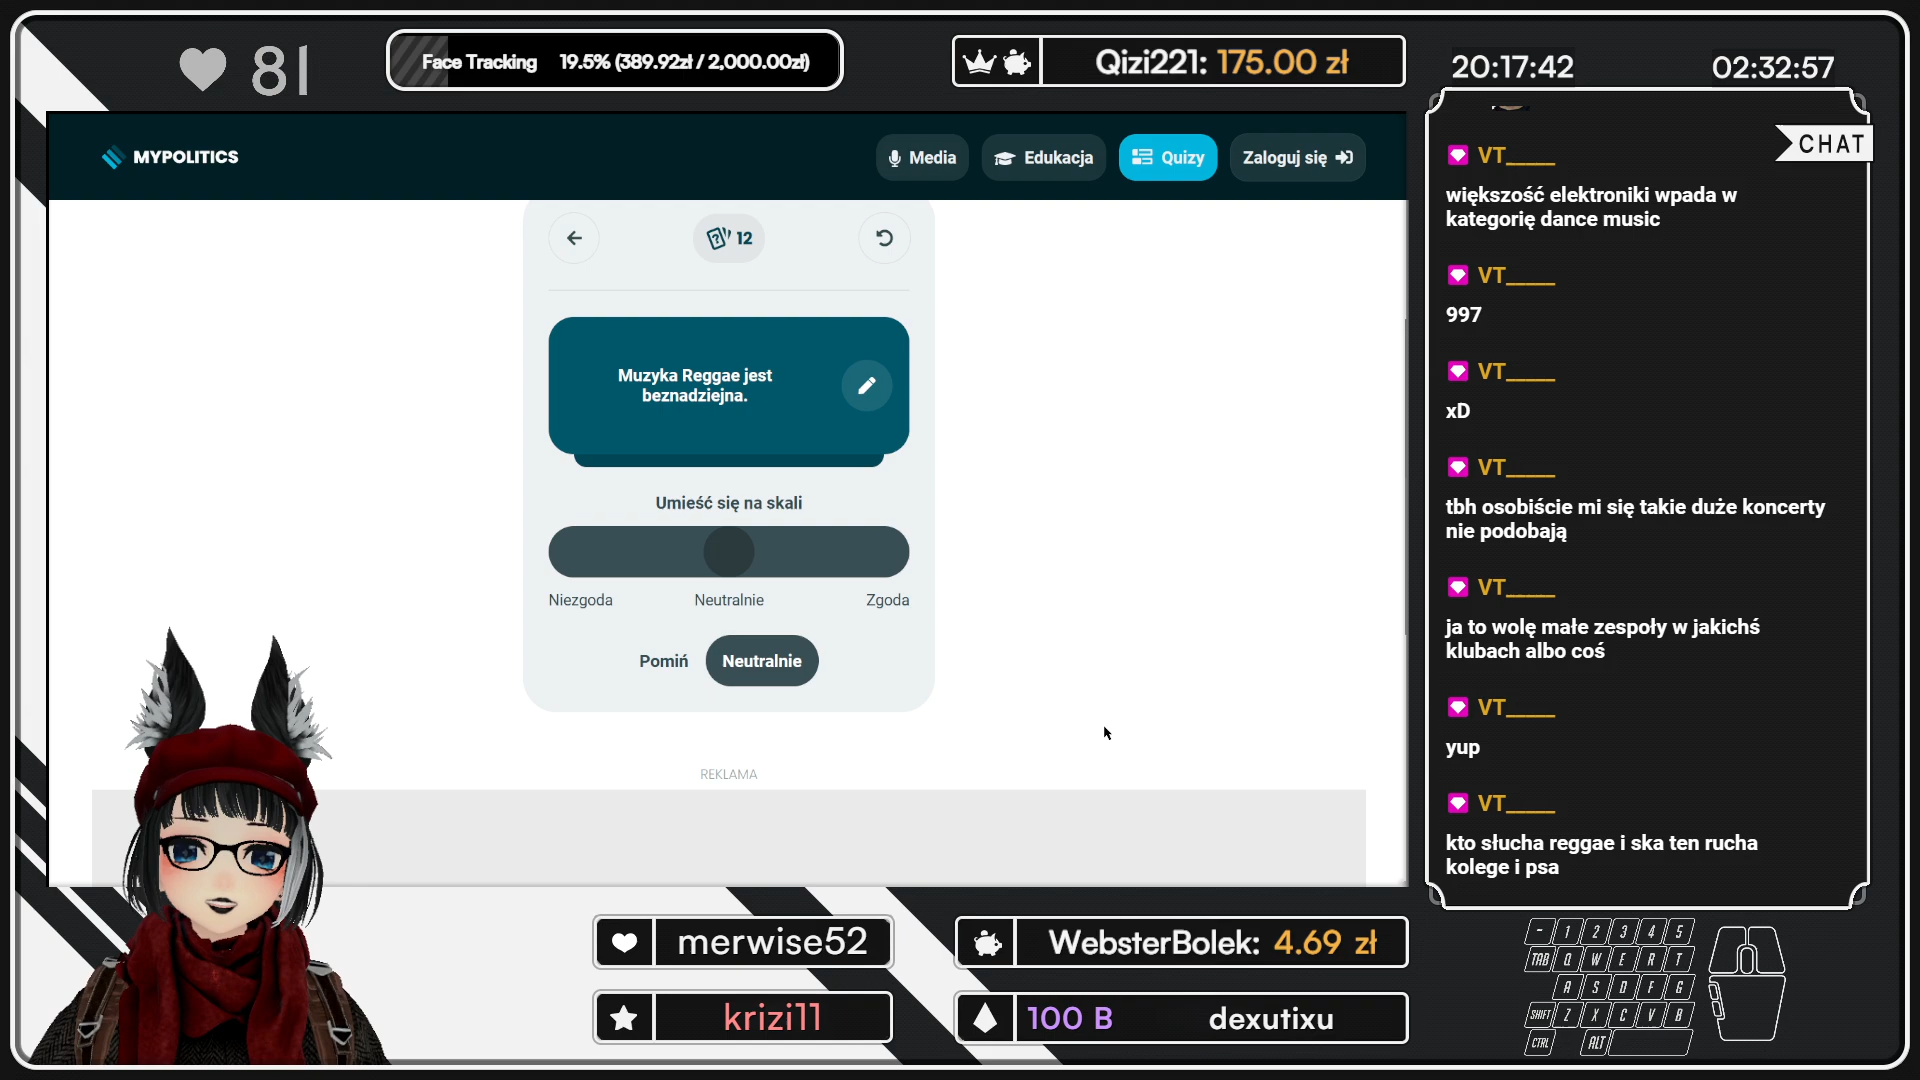 81
Face Tracking 19.5% (389.92zł / 2,000.00zł)
Qizi221: 175.00 zł
20:17:42
02:32:57
MYPOLITICS
Media
Edukacja
Quizy
Zaloguj się
12
Muzyka Reggae jest
beznadziejna.
Umieść się na skali
Niezgoda
Neutralnie
Zgoda
Pomiń
Neutralnie
REKLAMA
CHAT
VT_____
większość elektroniki wpada w
kategorię dance music
VT_____
997
VT_____
xD
VT_____
tbh osobiście mi się takie duże koncerty
nie podobają
VT_____
ja to wolę małe zespoły w jakichś
klubach albo coś
VT_____
yup
VT_____
kto słucha reggae i ska ten rucha
kolege i psa
merwise52
WebsterBolek: 4.69 zł
krizi11
100 B dexutixu
~ 1 2 3 4 5
TAB Q W E R T
A S D F G
SHIFT Z X C V B
CTRL ALT